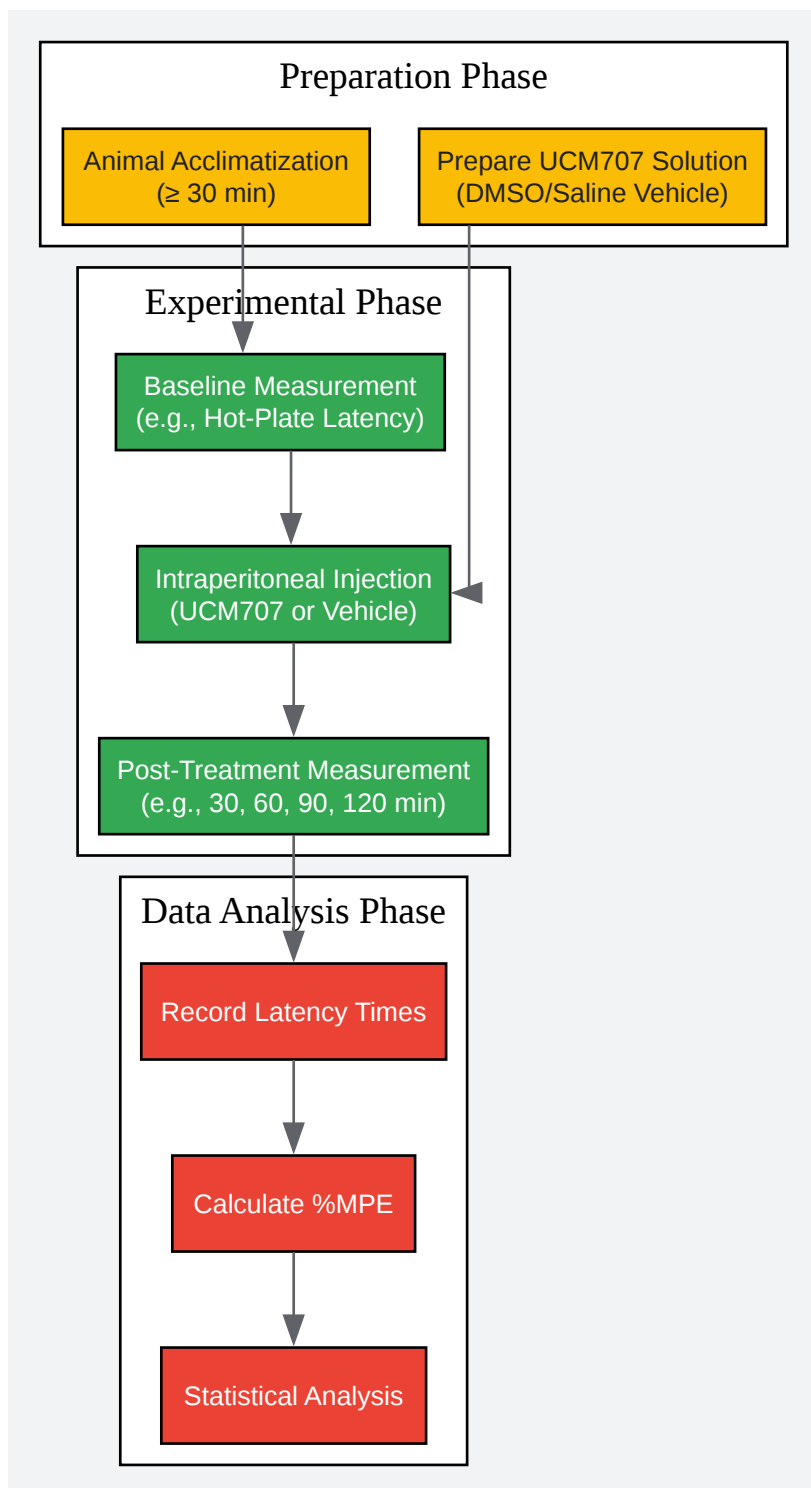 Preparation Phase
Animal Acclimatization
(≥ 30 min)
Prepare UCM707 Solution
(DMSO/Saline Vehicle)
Experimental Phase
Baseline Measurement
(e.g., Hot-Plate Latency)
Intraperitoneal Injection
(UCM707 or Vehicle)
Post-Treatment Measurement
(e.g., 30, 60, 90, 120 min)
Data Analysis Phase
Record Latency Times
Calculate %MPE
Statistical Analysis